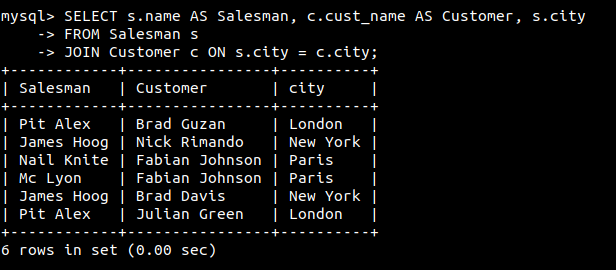 mysql> SELECT s.name AS Salesman, c.cust_name AS Customer, s.city
    -> FROM Salesman s
    -> JOIN Customer c ON s.city = c.city;
+------------+----------------+----------+
| Salesman   | Customer       | city     |
+------------+----------------+----------+
| Pit Alex   | Brad Guzan     | London   |
| James Hoog | Nick Rimando   | New York |
| Nail Knite | Fabian Johnson | Paris    |
| Mc Lyon    | Fabian Johnson | Paris    |
| James Hoog | Brad Davis     | New York |
| Pit Alex   | Julian Green   | London   |
+------------+----------------+----------+
6 rows in set (0.00 sec)